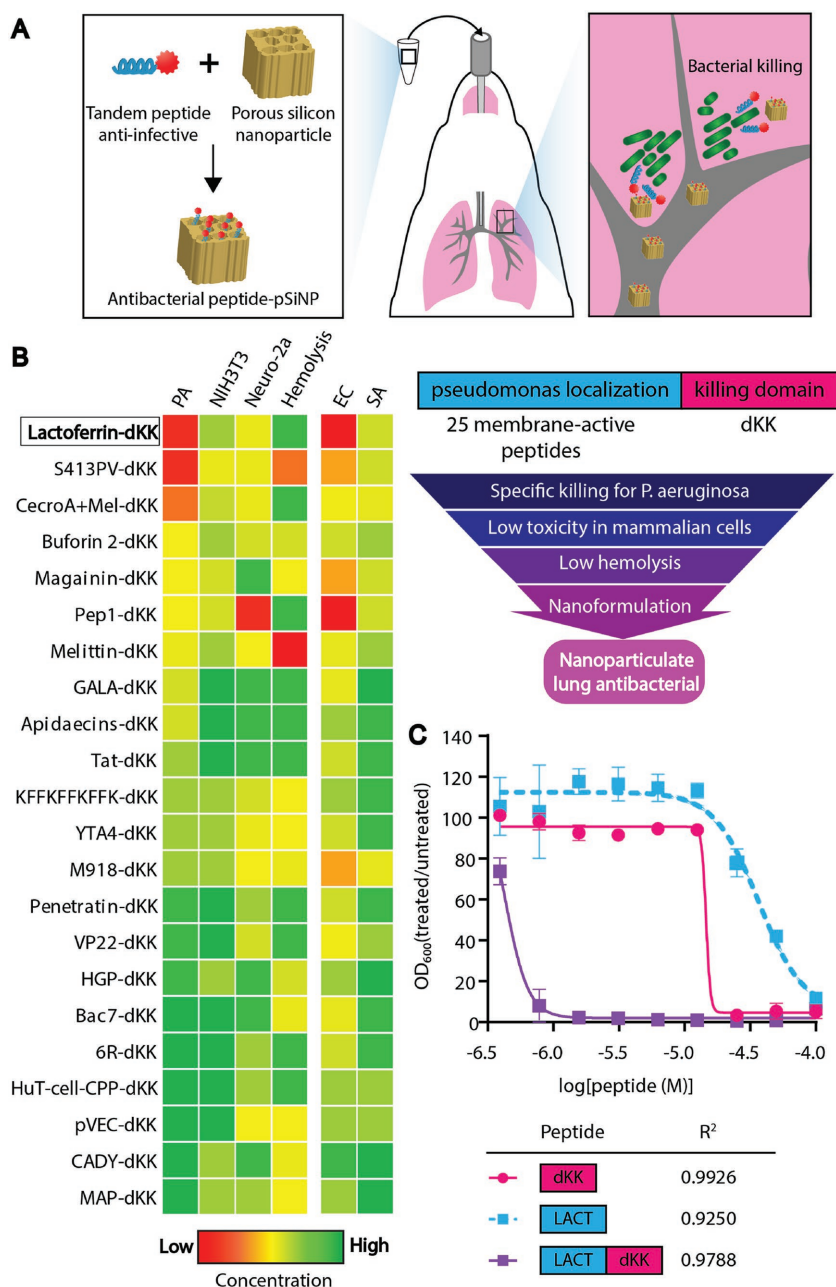 A
Tandem peptide
anti-infective
+
Porous silicon
nanoparticle
Antibacterial peptide-pSiNP
Bacterial killing
B
PA
NIH3T3
Neuro-2a
Hemolysis
EC
SA
Lactoferrin-dKK
S413PV-dKK
CecroA+Mel-dKK
Buforin 2-dKK
Magainin-dKK
Pep1-dKK
Melittin-dKK
GALA-dKK
Apidaecins-dKK
Tat-dKK
KFFKFFKFFK-dKK
YTA4-dKK
M918-dKK
Penetratin-dKK
VP22-dKK
HGP-dKK
Bac7-dKK
6R-dKK
HuT-cell-CPP-dKK
pVEC-dKK
CADY-dKK
MAP-dKK
Low
High
Concentration
pseudomonas localization
killing domain
25 membrane-active
peptides
dKK
Specific killing for P. aeruginosa
Low toxicity in mammalian cells
Low hemolysis
Nanoformulation
Nanoparticulate
lung antibacterial
C
OD600(treated/untreated)
140
120
100
80
60
40
20
0
-6.5 -6.0 -5.5 -5.0 -4.5 -4.0
log[peptide (M)]
Peptide R2
dKK 0.9926
LACT 0.9250
LACT dKK 0.9788